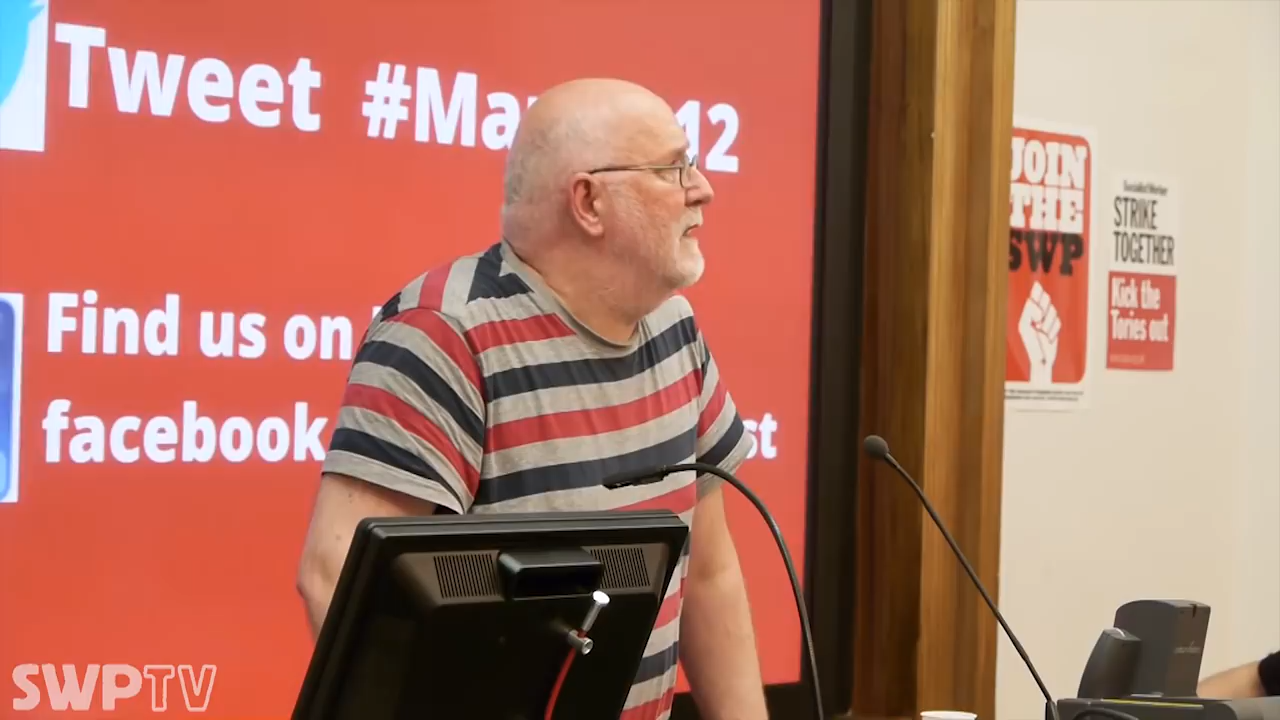 Tweet #Ma
12
Find us on
facebook
st
JOIN
THE
SWP
Socialist Worker
STRIKE
TOGETHER
Kick the
Tories out
SWPTV